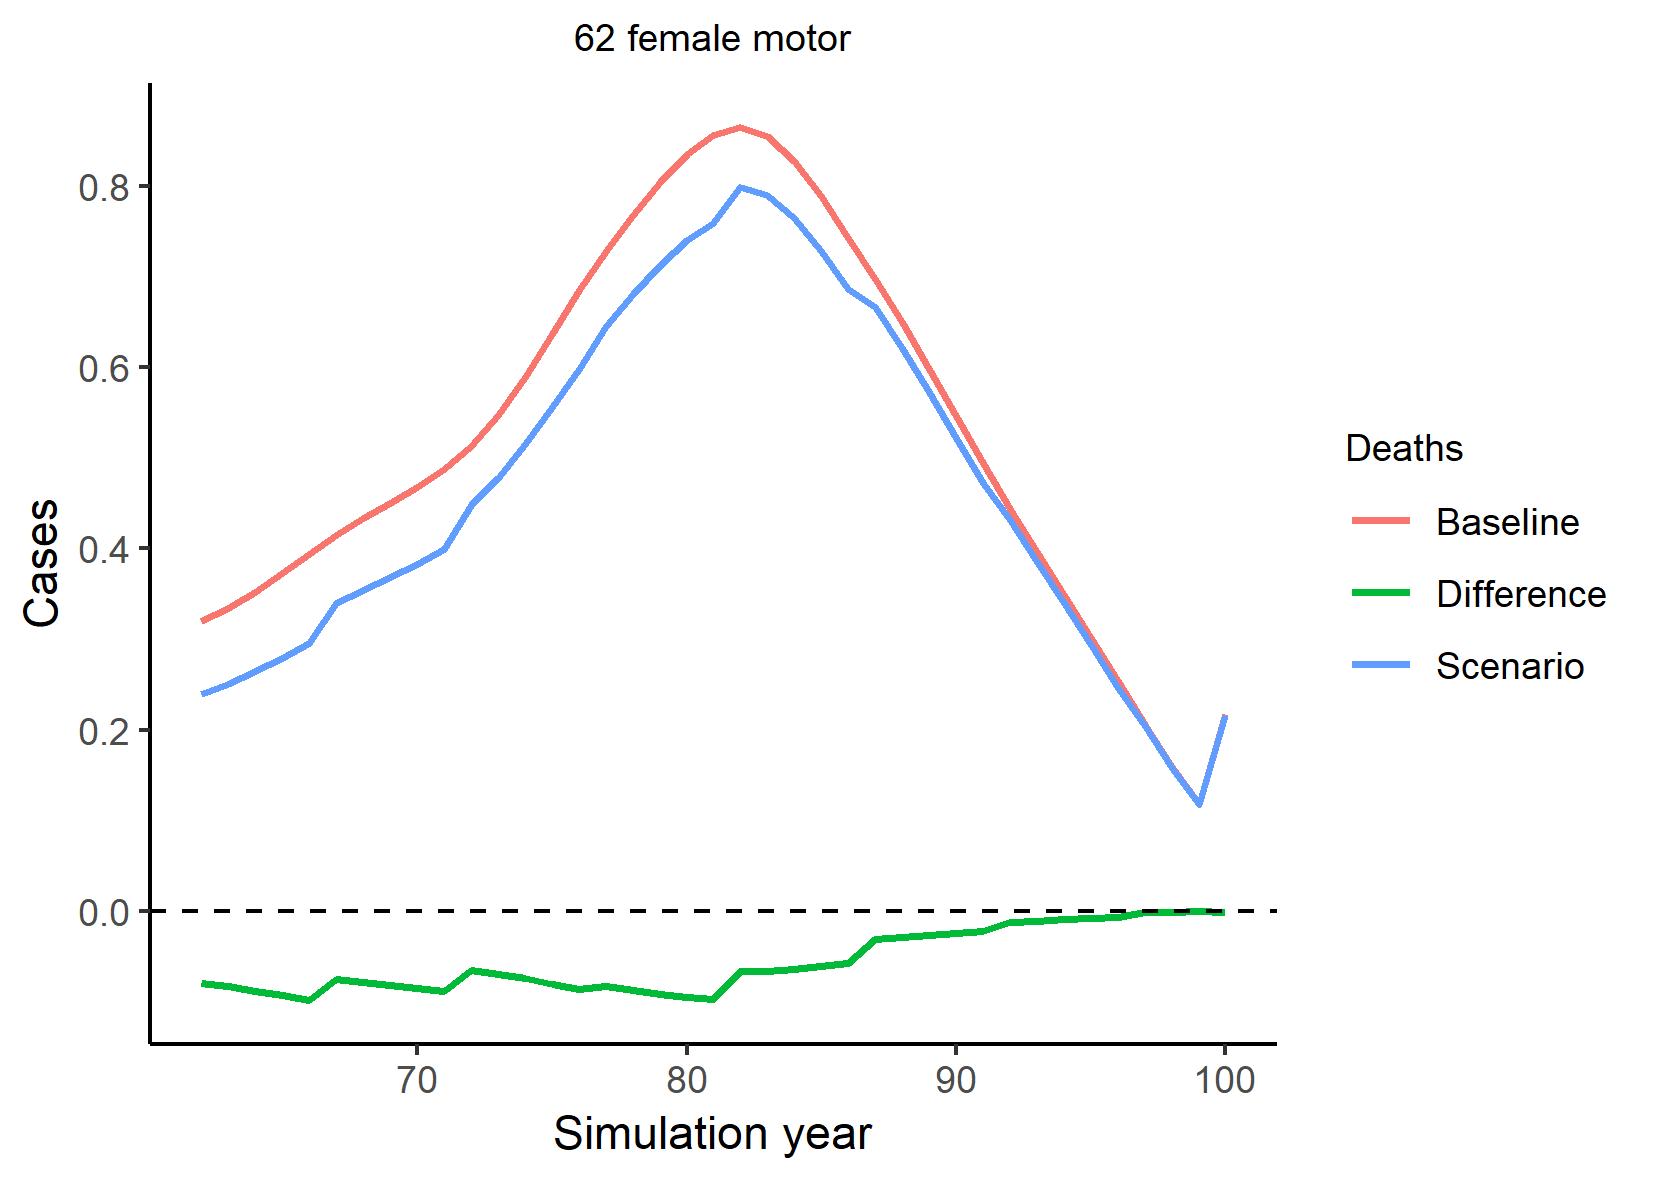 62 female motor
Cases
0.8
0.6
0.4
0.2
0.0
70 80 90 100
Simulation year
Deaths
Baseline
Difference
Scenario